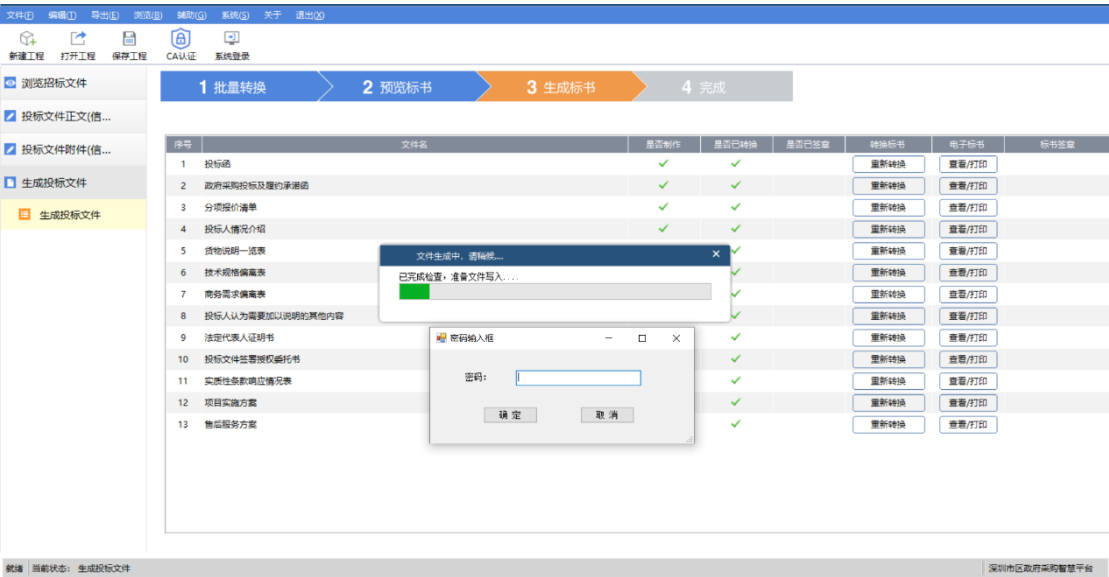 文件(F) 编辑(T) 导出(E) 浏览(B) 辅助(G) 系统(S) 关于 退出(X)
新建工程 打开工程 保存工程 CA认证 系统登录
浏览招标文件
投标文件正文(信...
投标文件附件(信...
生成投标文件
生成投标文件
1 批量转换 2 预览标书 3 生成标书 4 完成
序号 文件名 是否制作 是否已转换 是否已签章 转换标书 电子标书 标书签章
1 投标函 重新转换 查看/打印
2 政府采购投标及履约承诺函 重新转换 查看/打印
3 分项报价清单 重新转换 查看/打印
4 投标人情况介绍 重新转换 查看/打印
5 货物说明一览表 重新转换 查看/打印
6 技术规格偏离表 重新转换 查看/打印
7 商务需求偏离表 重新转换 查看/打印
8 投标人认为需要加以说明的其他内容 重新转换 查看/打印
9 法定代表人证明书 重新转换 查看/打印
10 投标文件签署授权委托书 重新转换 查看/打印
11 实质性条款响应情况表 重新转换 查看/打印
12 项目实施方案 重新转换 查看/打印
13 售后服务方案 重新转换 查看/打印
文件生成中，请稍候...
已完成检查，准备文件写入....
密码输入框
密码：
确 定 取 消
就绪 当前状态： 生成投标文件 深圳市区政府采购智慧平台